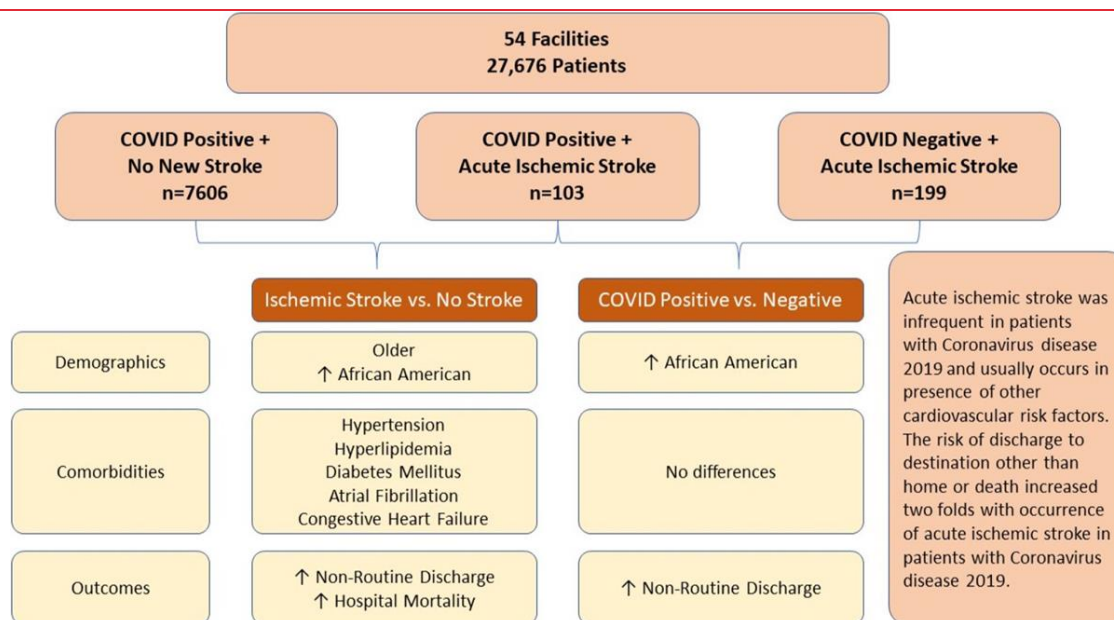 54 Facilities
27,676 Patients
COVID Positive +
No New Stroke
n=7606
COVID Positive +
Acute Ischemic Stroke
n=103
COVID Negative +
Acute Ischemic Stroke
n=199
Ischemic Stroke vs. No Stroke
COVID Positive vs. Negative
Demographics
Older
↑ African American
↑ African American
Comorbidities
Hypertension
Hyperlipidemia
Diabetes Mellitus
Atrial Fibrillation
Congestive Heart Failure
No differences
Outcomes
↑ Non-Routine Discharge
↑ Hospital Mortality
↑ Non-Routine Discharge
Acute ischemic stroke was
infrequent in patients
with Coronavirus disease
2019 and usually occurs in
presence of other
cardiovascular risk factors.
The risk of discharge to
destination other than
home or death increased
two folds with occurrence
of acute ischemic stroke in
patients with Coronavirus
disease 2019.